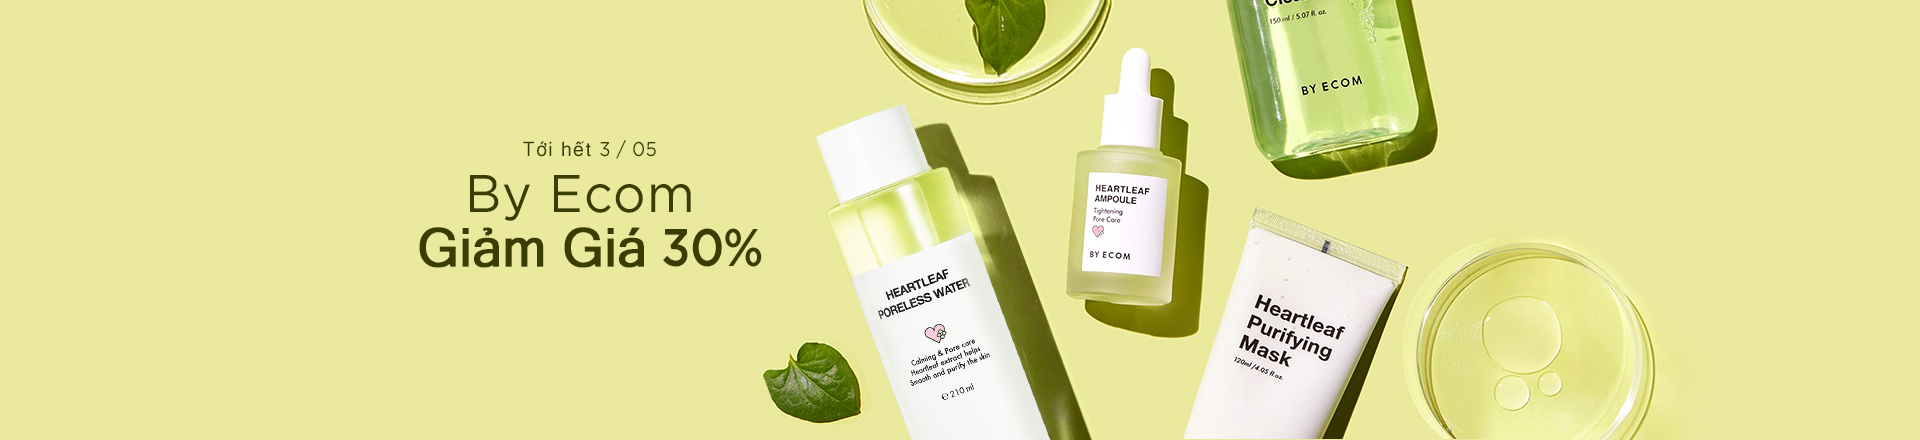 Tới hết 3 / 05
By Ecom
Giảm Giá 30%
HEARTLEAF
PORELESS WATER
Calming & Pore care
Heartleaf extract helps
Smooth and purify the skin
℮ 210 ml
HEARTLEAF
AMPOULE
Tightening
Pore Care
BY ECOM
150 ml / 5.07 fl. oz.
BY ECOM
Heartleaf
Purifying
Mask
120ml / 4.05 fl. oz.